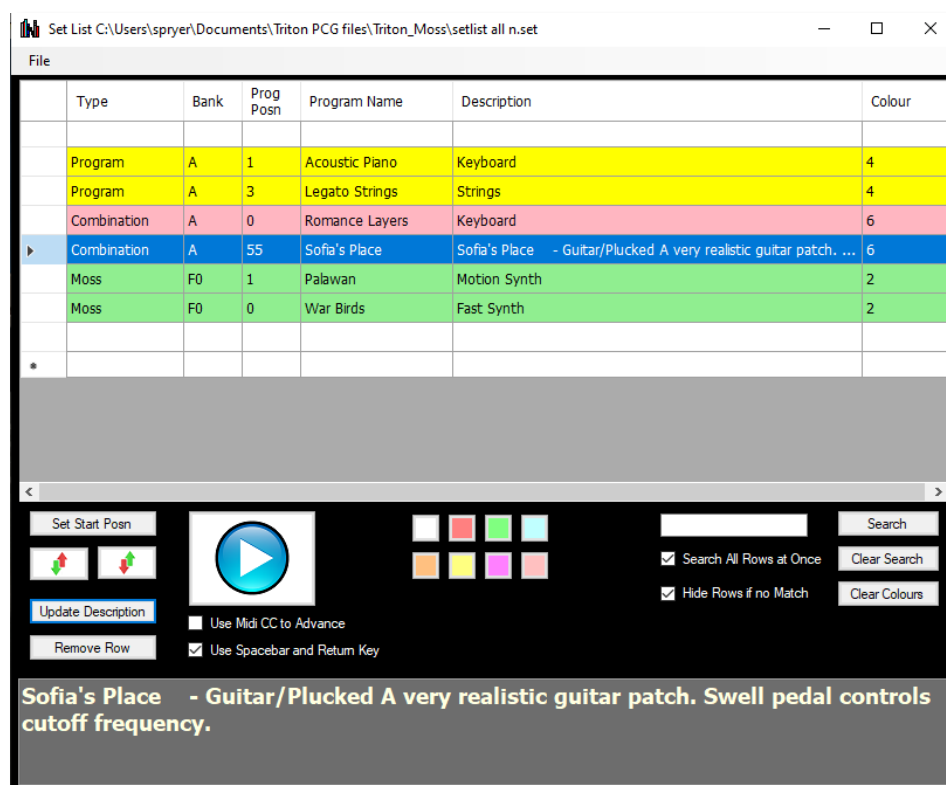 Set List C:\Users\spryer\Documents\Triton PCG files\Triton_Moss\setlist all n.set
File
Type Bank Prog Posn Program Name Description Colour
Program A 1 Acoustic Piano Keyboard 4
Program A 3 Legato Strings Strings 4
Combination A 0 Romance Layers Keyboard 6
Combination A 55 Sofia's Place Sofia's Place - Guitar/Plucked A very realistic guitar patch. ... 6
Moss F0 1 Palawan Motion Synth 2
Moss F0 0 War Birds Fast Synth 2
Set Start Posn
Search
Search All Rows at Once
Clear Search
Update Description
Hide Rows if no Match
Clear Colours
Use Midi CC to Advance
Remove Row
Use Spacebar and Return Key
Sofia's Place - Guitar/Plucked A very realistic guitar patch. Swell pedal controls
cutoff frequency.